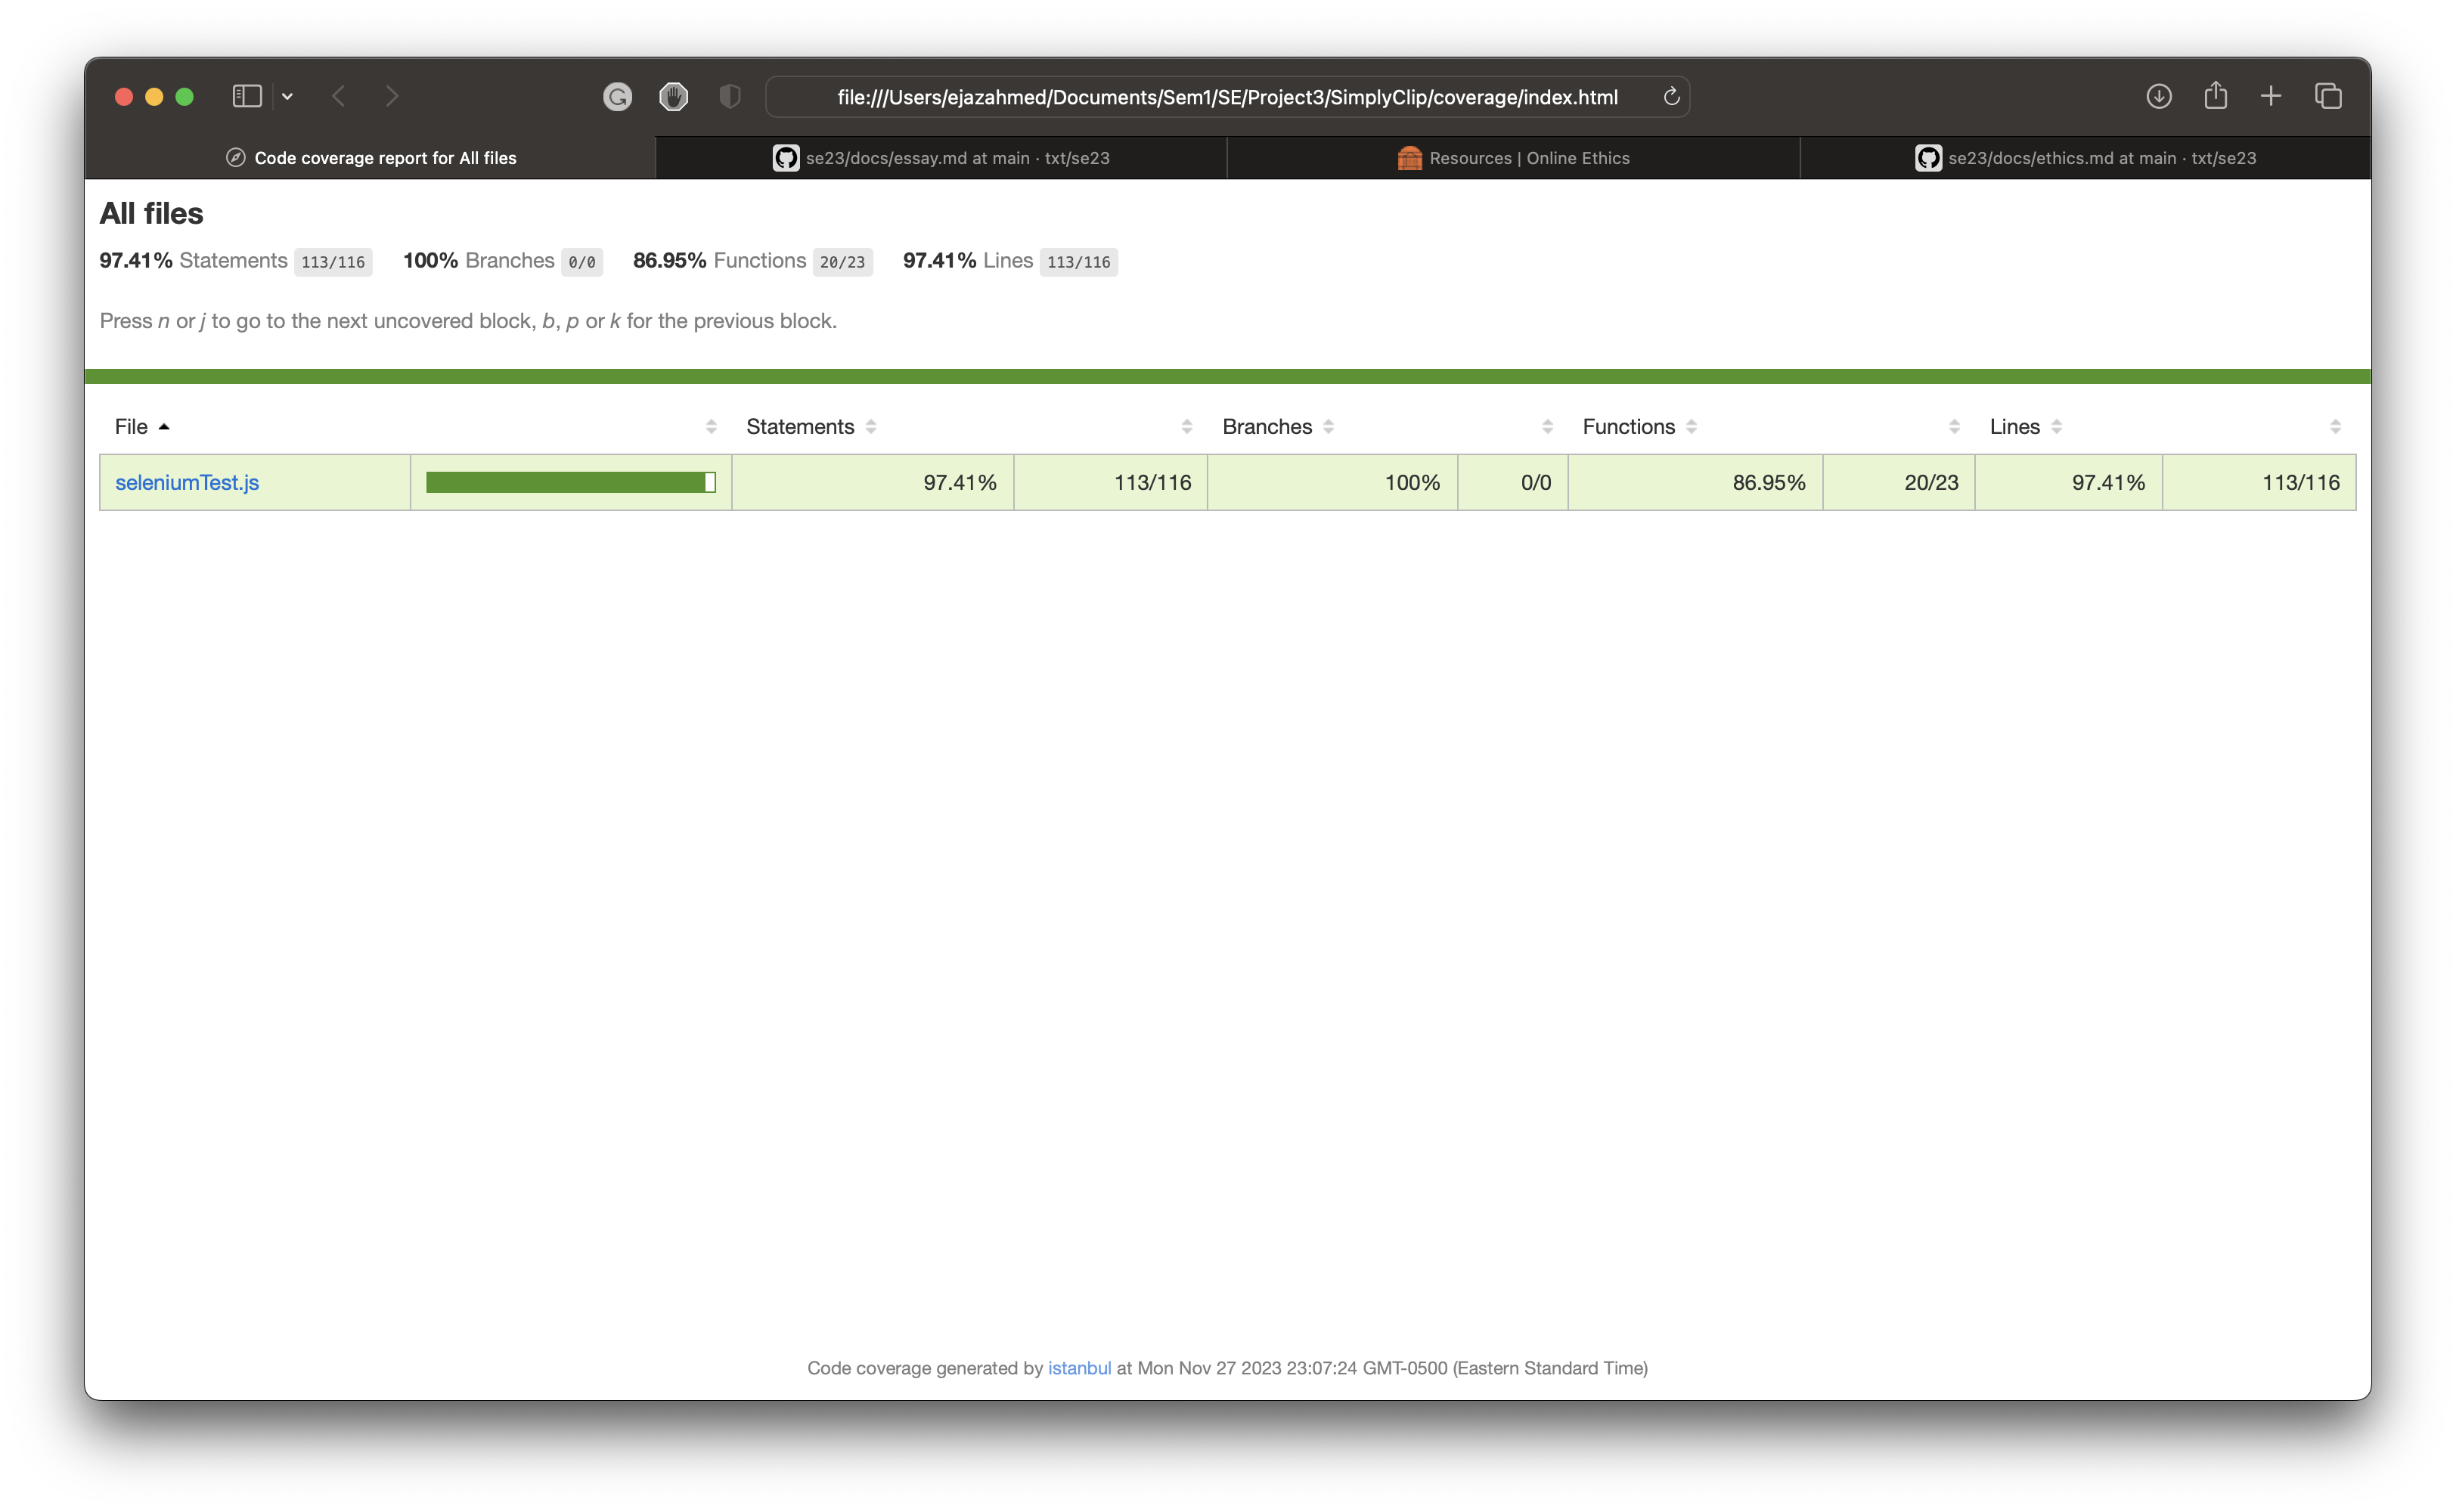 file:///Users/ejazahmed/Documents/Sem1/SE/Project3/SimplyClip/coverage/index.html
Code coverage report for All files se23/docs/essay.md at main · txt/se23 Resources | Online Ethics se23/docs/ethics.md at main · txt/se23
All files
97.41% Statements 113/116 100% Branches 0/0 86.95% Functions 20/23 97.41% Lines 113/116
Press n or j to go to the next uncovered block, b, p or k for the previous block.
File Statements Branches Functions Lines
seleniumTest.js 97.41% 113/116 100% 0/0 86.95% 20/23 97.41% 113/116
Code coverage generated by istanbul at Mon Nov 27 2023 23:07:24 GMT-0500 (Eastern Standard Time)